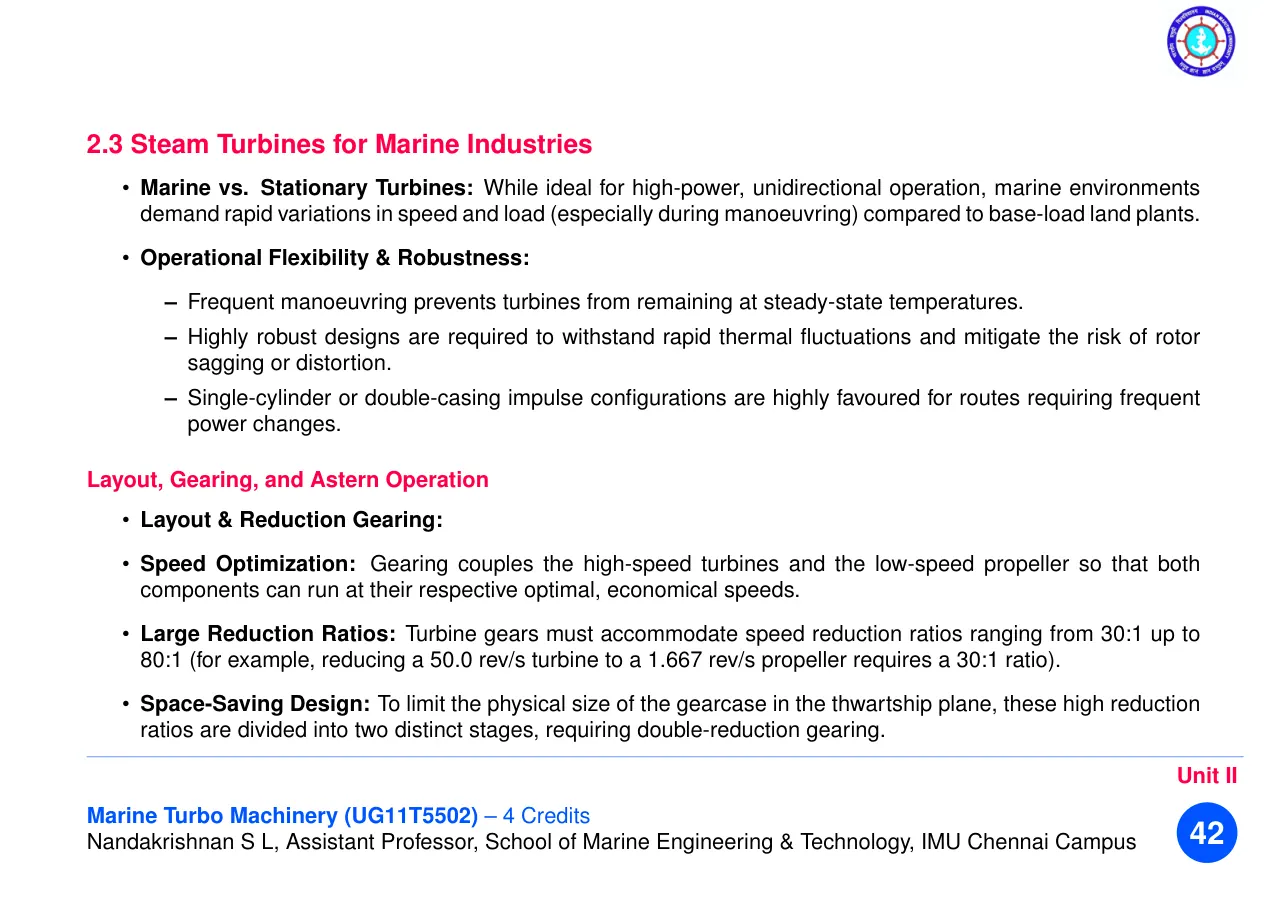 2.3 Steam Turbines for Marine Industries
• Marine vs. Stationary Turbines: While ideal for high-power, unidirectional operation, marine environments
demand rapid variations in speed and load (especially during manoeuvring) compared to base-load land plants.
• Operational Flexibility & Robustness:
– Frequent manoeuvring prevents turbines from remaining at steady-state temperatures.
– Highly robust designs are required to withstand rapid thermal fluctuations and mitigate the risk of rotor
sagging or distortion.
– Single-cylinder or double-casing impulse configurations are highly favoured for routes requiring frequent
power changes.
Layout, Gearing, and Astern Operation
• Layout & Reduction Gearing:
• Speed Optimization: Gearing couples the high-speed turbines and the low-speed propeller so that both
components can run at their respective optimal, economical speeds.
• Large Reduction Ratios: Turbine gears must accommodate speed reduction ratios ranging from 30:1 up to
80:1 (for example, reducing a 50.0 rev/s turbine to a 1.667 rev/s propeller requires a 30:1 ratio).
• Space-Saving Design: To limit the physical size of the gearcase in the thwartship plane, these high reduction
ratios are divided into two distinct stages, requiring double-reduction gearing.
Unit II
Marine Turbo Machinery (UG11T5502) – 4 Credits
Nandakrishnan S L, Assistant Professor, School of Marine Engineering & Technology, IMU Chennai Campus
42